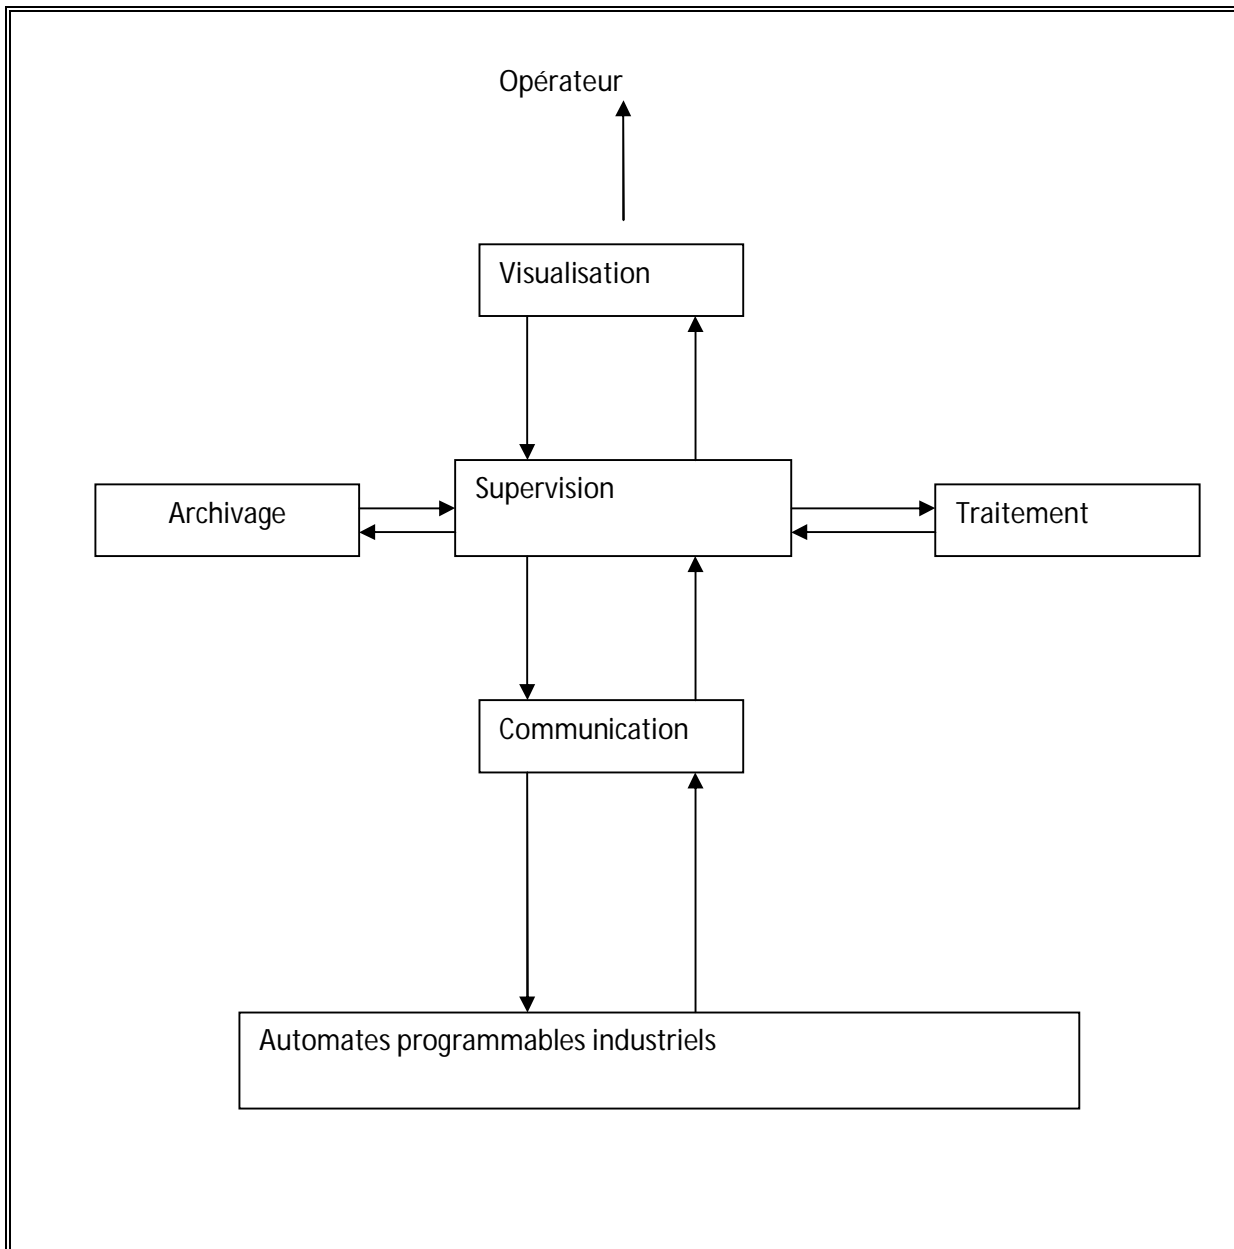 Opérateur
Visualisation
Supervision
Archivage
Traitement
Communication
Automates programmables industriels